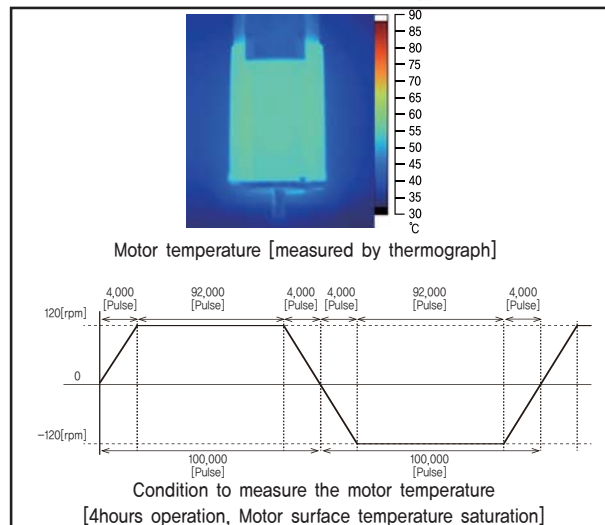 90
85
80
75
70
65
60
55
50
45
40
35
30
℃
Motor temperature [measured by thermograph]
4,000 92,000 4,000 4,000 92,000 4,000
[Pulse] [Pulse] [Pulse] [Pulse] [Pulse] [Pulse]
120[rpm]
0
-120[rpm]
100,000 100,000
[Pulse] [Pulse]
Condition to measure the motor temperature
[4hours operation, Motor surface temperature saturation]